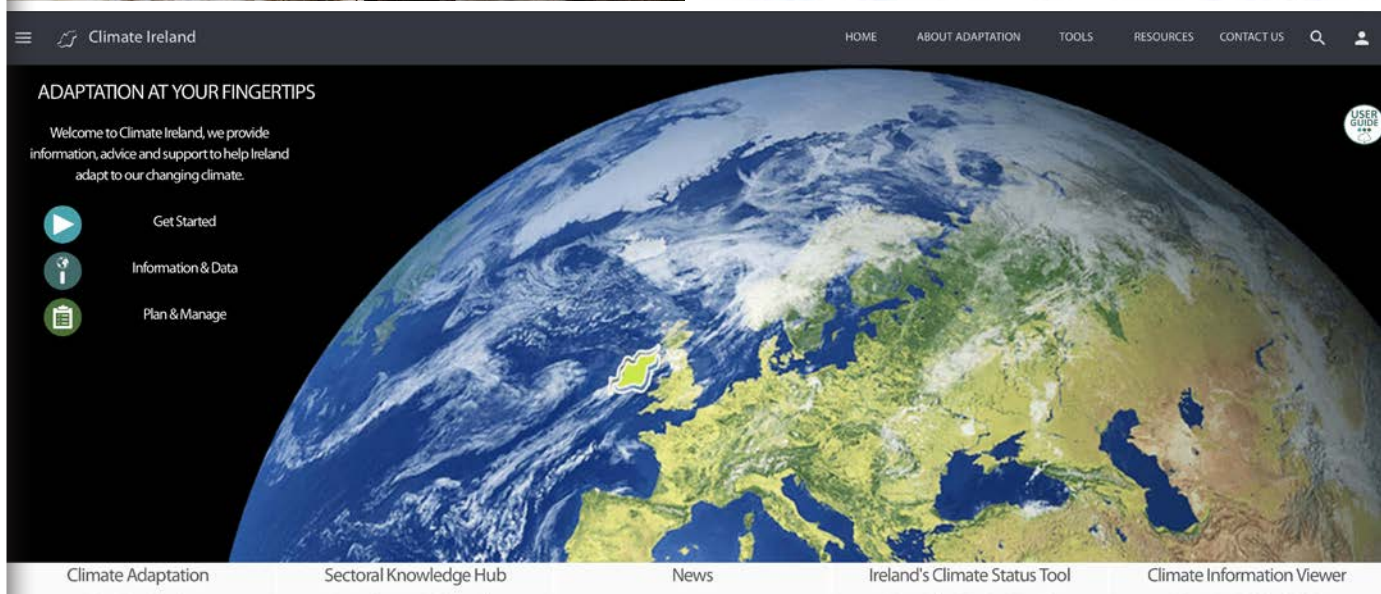 Climate Ireland
HOME
ABOUT ADAPTATION
TOOLS
RESOURCES
CONTACT US
ADAPTATION AT YOUR FINGERTIPS
USER
GUIDE
Welcome to Climate Ireland, we provide
information, advice and support to help Ireland
adapt to our changing climate.
Get Started
Information & Data
Plan & Manage
Climate Adaptation
Sectoral Knowledge Hub
News
Ireland's Climate Status Tool
Climate Information Viewer